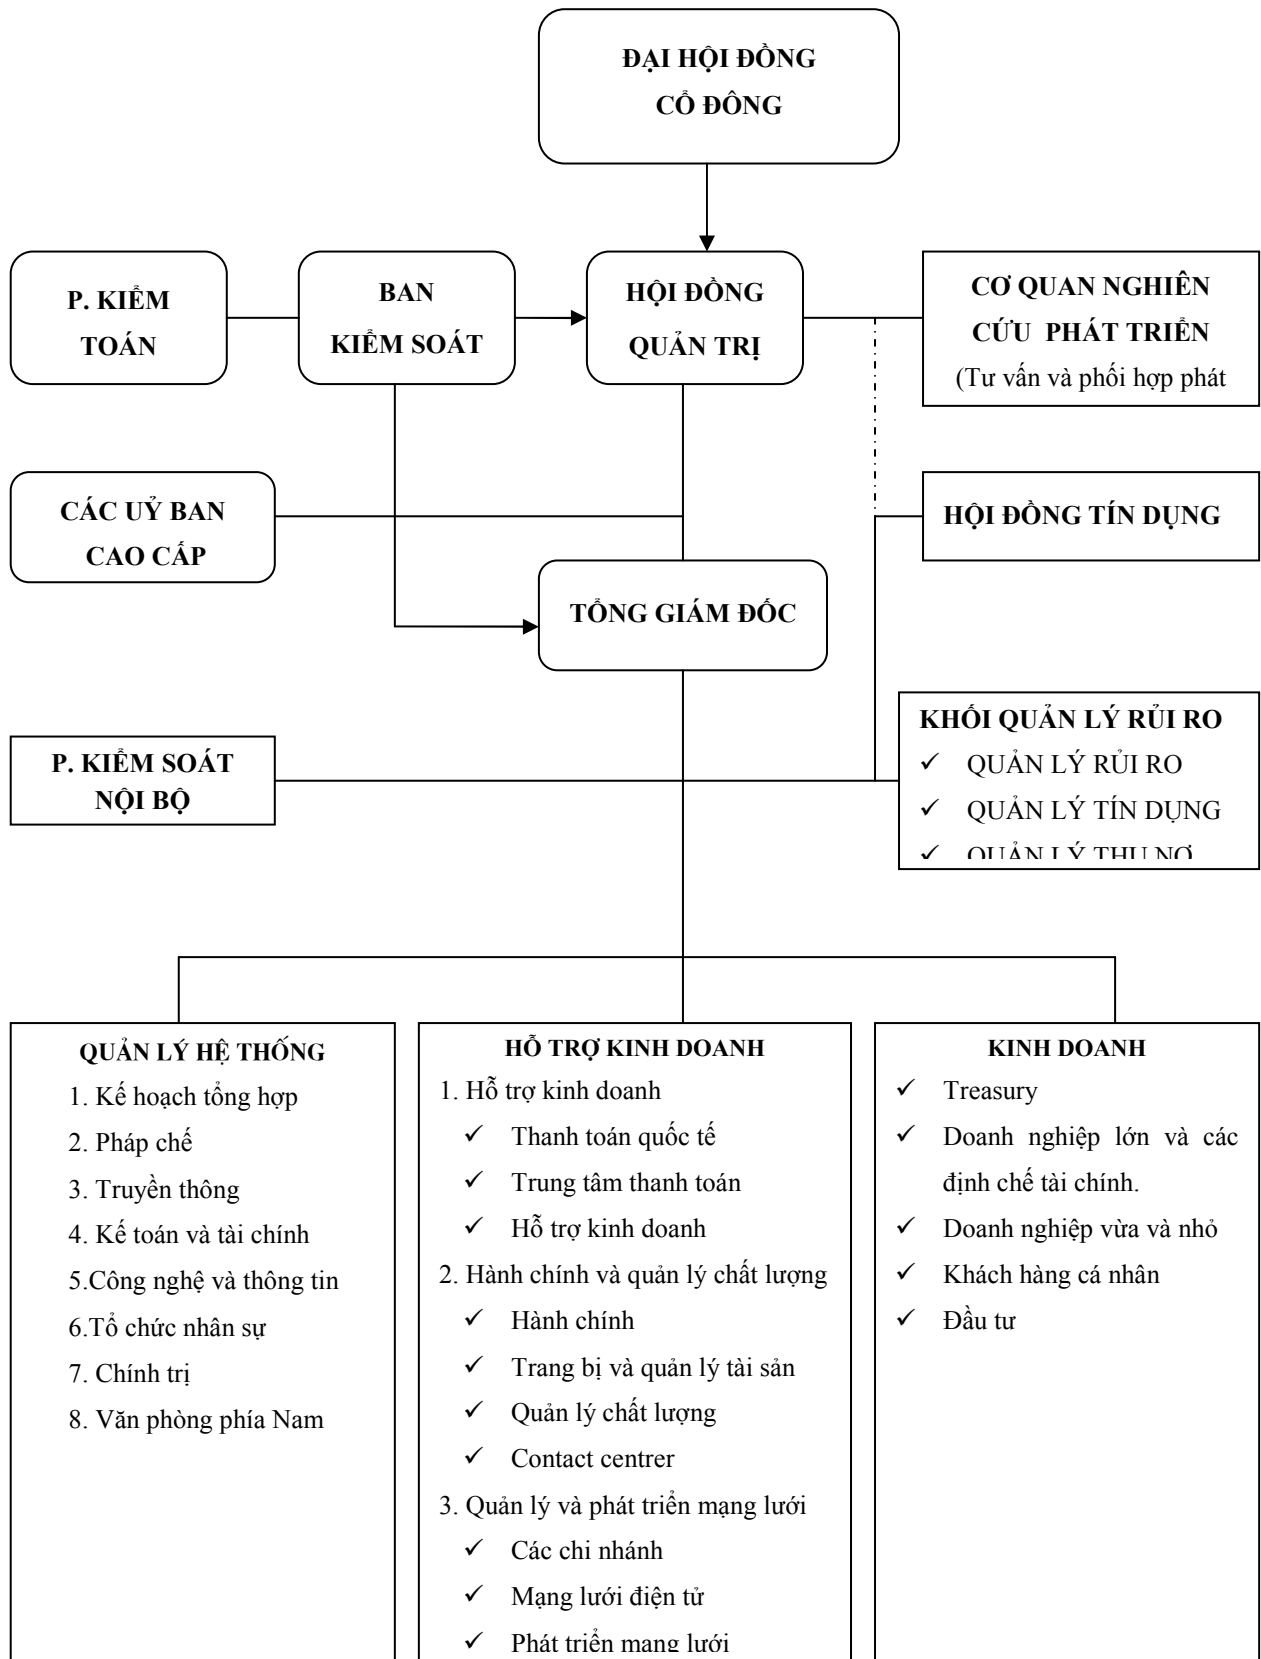 ĐẠI HỘI ĐỒNG
CỔ ĐÔNG
P. KIỂM
TOÁN
BAN
KIỂM SOÁT
HỘI ĐỒNG
QUẢN TRỊ
CƠ QUAN NGHIÊN
CỨU PHÁT TRIỂN
(Tư vấn và phối hợp phát
CÁC UỶ BAN
CAO CẤP
HỘI ĐỒNG TÍN DỤNG
TỔNG GIÁM ĐỐC
P. KIỂM SOÁT
NỘI BỘ
KHỐI QUẢN LÝ RỦI RO
✓ QUẢN LÝ RỦI RO
✓ QUẢN LÝ TÍN DỤNG
✓ QUẢN LÝ THU NỢ
QUẢN LÝ HỆ THỐNG
1. Kế hoạch tổng hợp
2. Pháp chế
3. Truyền thông
4. Kế toán và tài chính
5.Công nghệ và thông tin
6.Tổ chức nhân sự
7. Chính trị
8. Văn phòng phía Nam
HỖ TRỢ KINH DOANH
1. Hỗ trợ kinh doanh
✓ Thanh toán quốc tế
✓ Trung tâm thanh toán
✓ Hỗ trợ kinh doanh
2. Hành chính và quản lý chất lượng
✓ Hành chính
✓ Trang bị và quản lý tài sản
✓ Quản lý chất lượng
✓ Contact centrer
3. Quản lý và phát triển mạng lưới
✓ Các chi nhánh
✓ Mạng lưới điện tử
✓ Phát triển mạng lưới
KINH DOANH
✓ Treasury
✓ Doanh nghiệp lớn và các
định chế tài chính.
✓ Doanh nghiệp vừa và nhỏ
✓ Khách hàng cá nhân
✓ Đầu tư